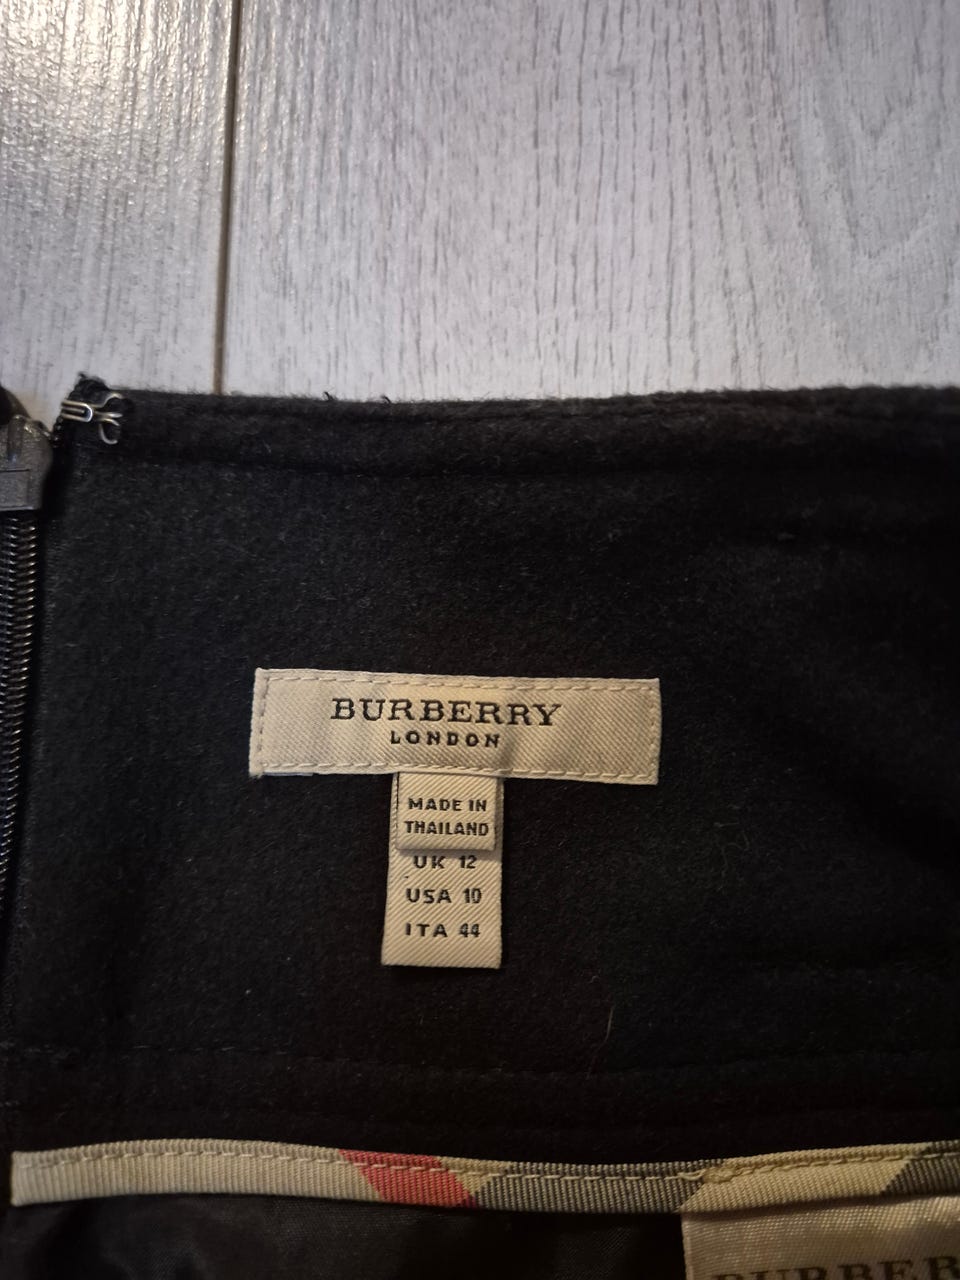 BURBERRY
LONDON
MADE IN
THAILAND
UK 12
USA 10
ITA 44